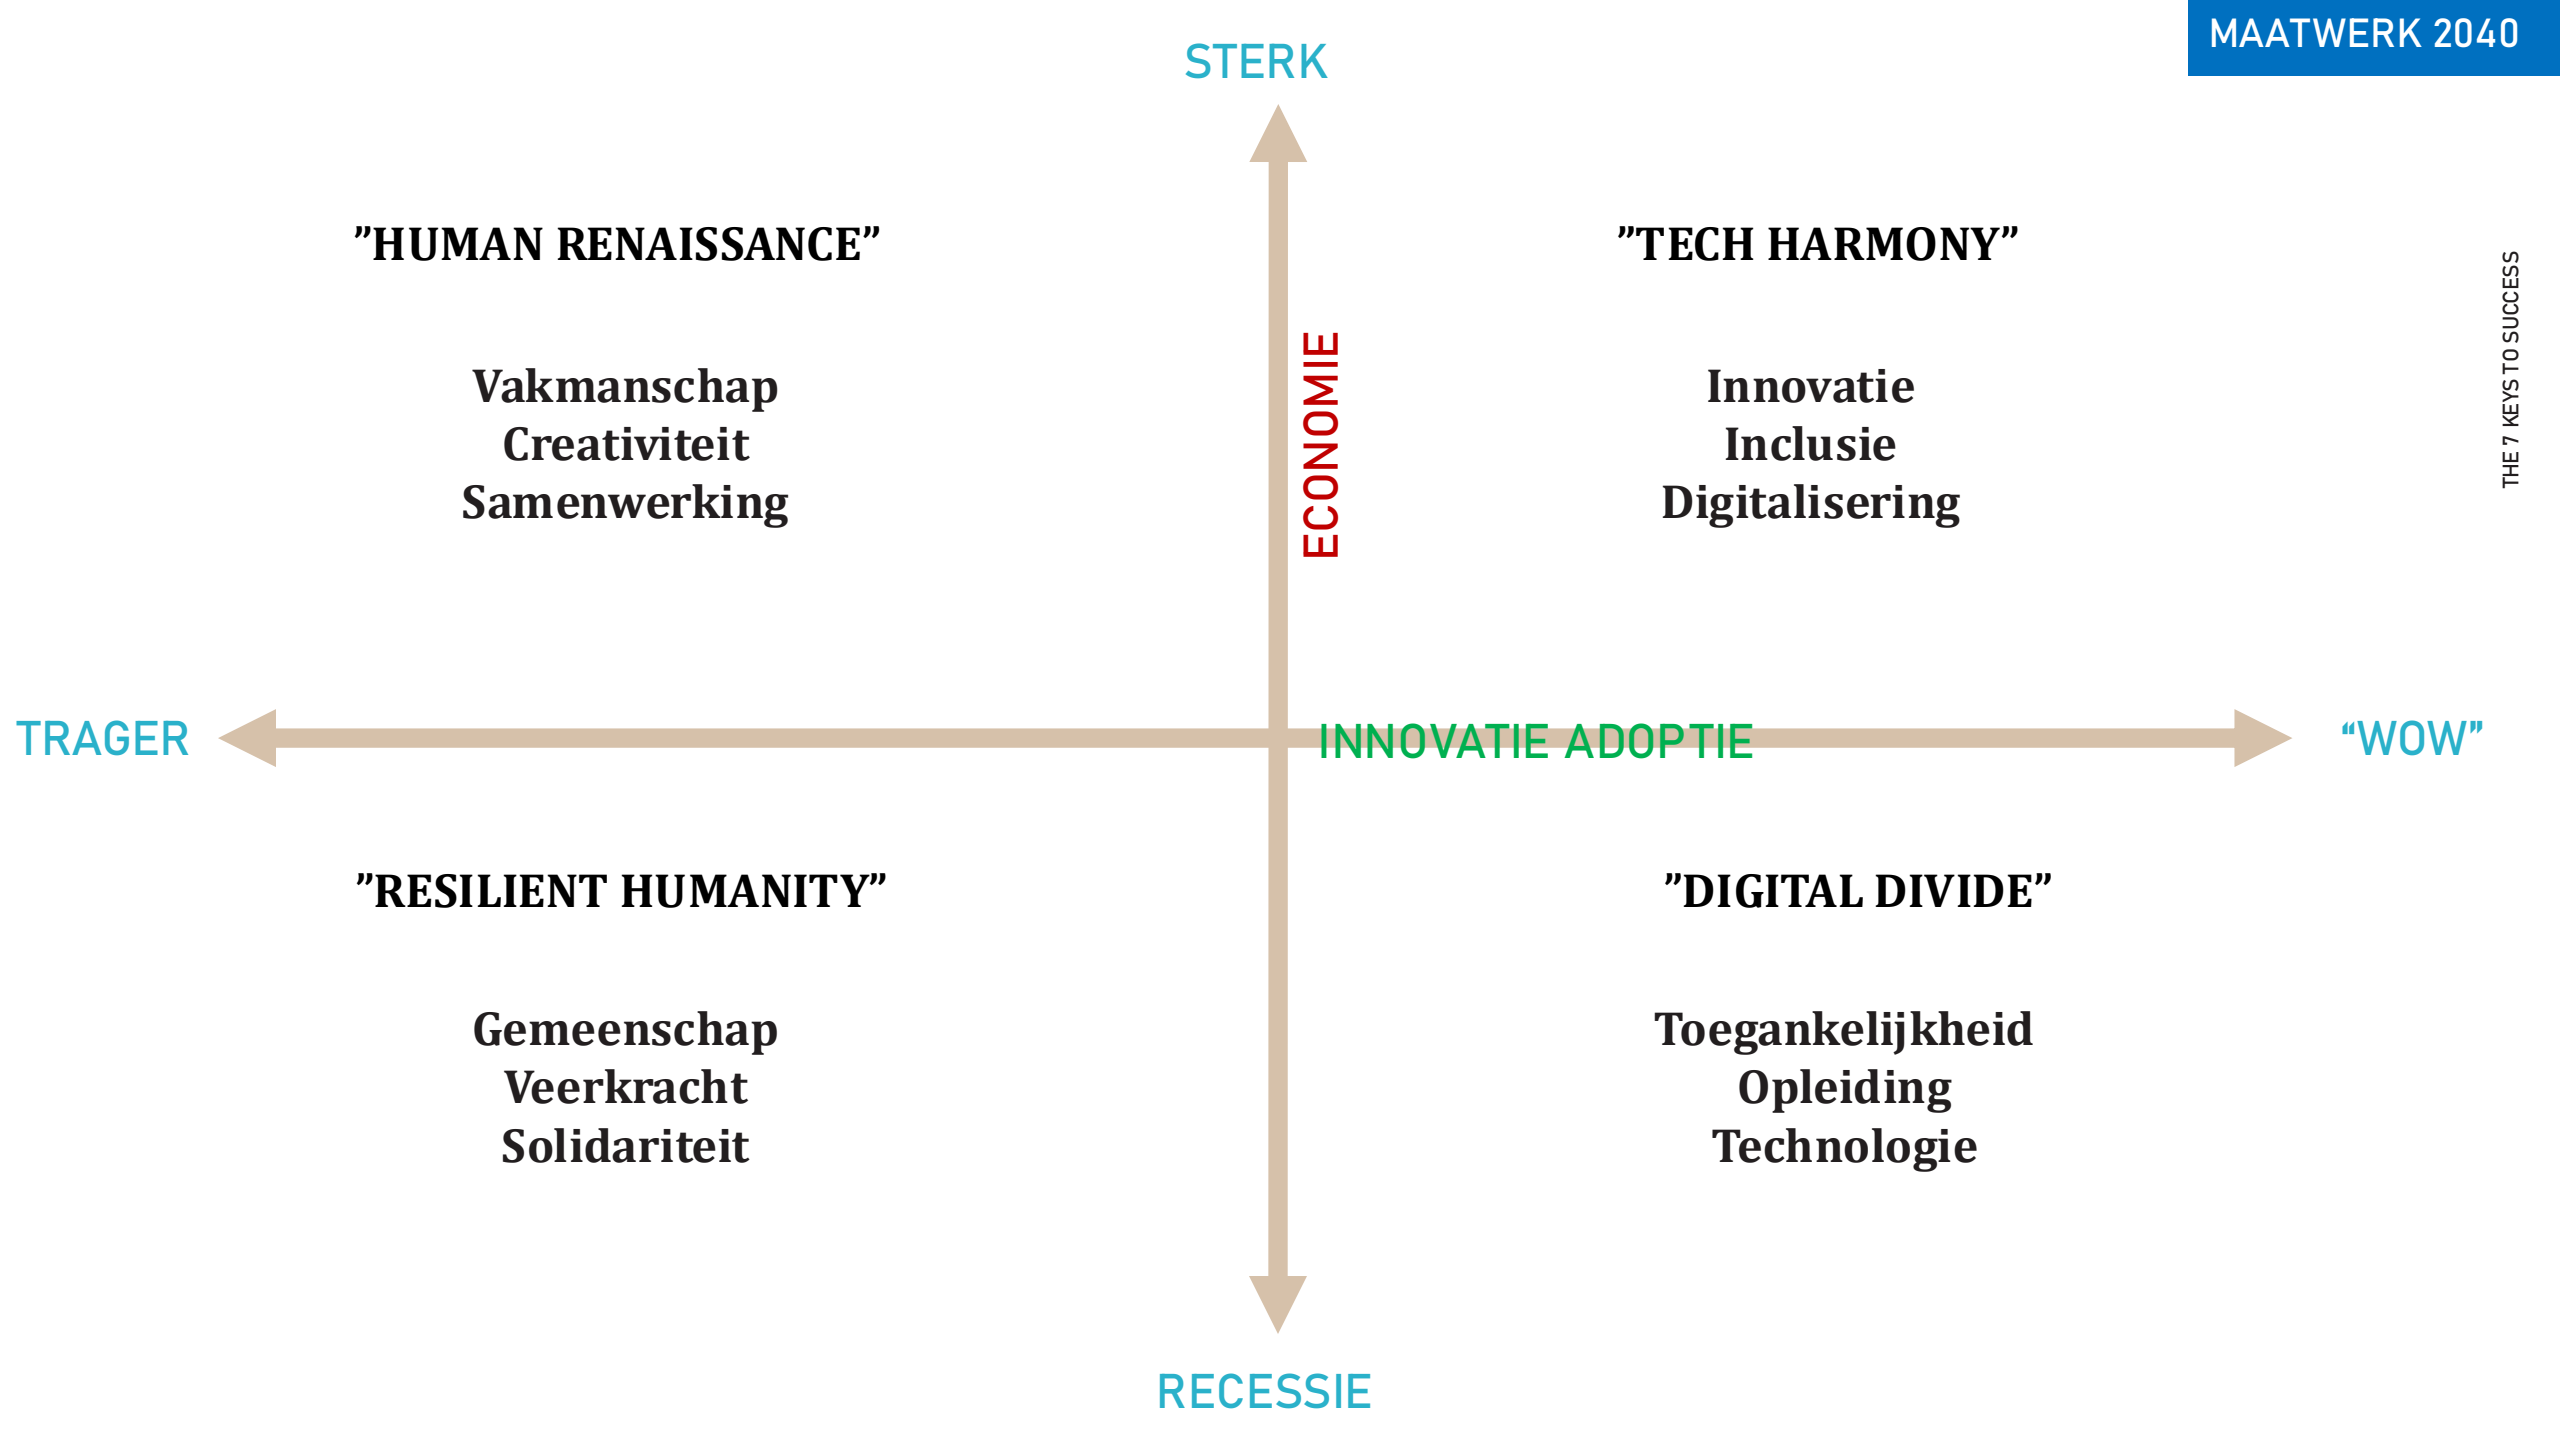 MAATWERK 2040
STERK
”HUMAN RENAISSANCE”
Vakmanschap
Creativiteit
Samenwerking
ECONOMIE
”TECH HARMONY”
Innovatie
Inclusie
Digitalisering
THE 7 KEYS TO SUCCESS
TRAGER
INNOVATIE ADOPTIE
“WOW”
”RESILIENT HUMANITY”
Gemeenschap
Veerkracht
Solidariteit
”DIGITAL DIVIDE”
Toegankelijkheid
Opleiding
Technologie
RECESSIE